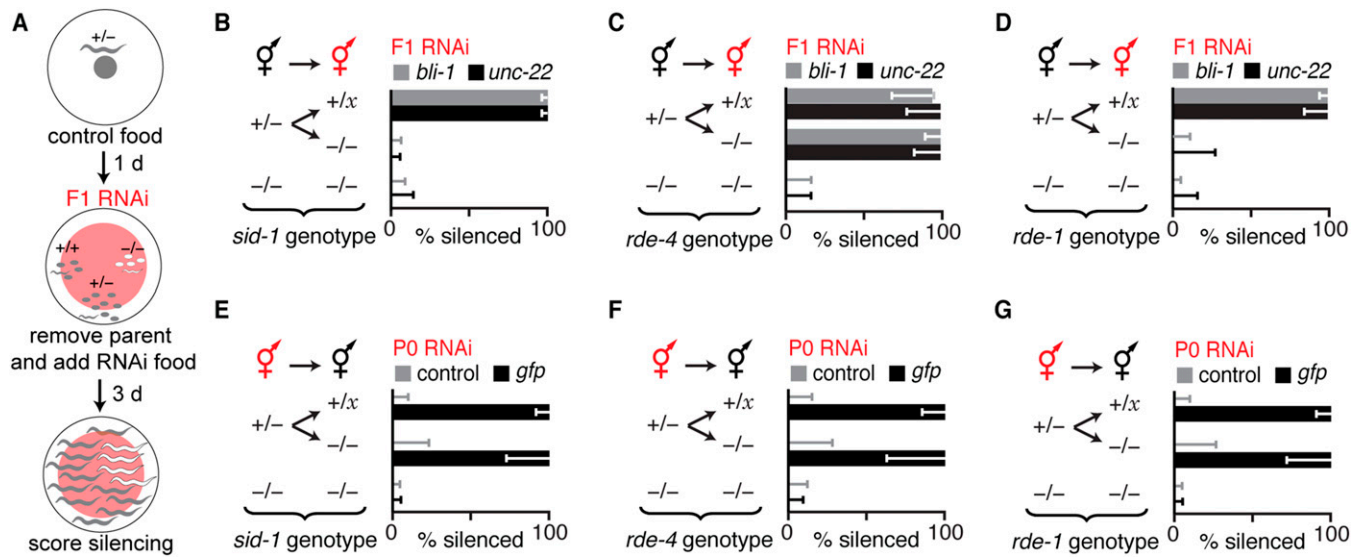 A
+/–
control food
1 d
F1 RNAi
+/+
–/–
+/–
remove parent
and add RNAi food
3 d
score silencing
B
F1 RNAi
bli-1 unc-22
+/x
+/–
–/–
–/– –/–
sid-1 genotype
0 100
% silenced
C
F1 RNAi
bli-1 unc-22
+/x
+/–
–/–
–/– –/–
rde-4 genotype
0 100
% silenced
D
F1 RNAi
bli-1 unc-22
+/x
+/–
–/–
–/– –/–
rde-1 genotype
0 100
% silenced
E
P0 RNAi
control gfp
+/x
+/–
–/–
–/– –/–
sid-1 genotype
0 100
% silenced
F
P0 RNAi
control gfp
+/x
+/–
–/–
–/– –/–
rde-4 genotype
0 100
% silenced
G
P0 RNAi
control gfp
+/x
+/–
–/–
–/– –/–
rde-1 genotype
0 100
% silenced